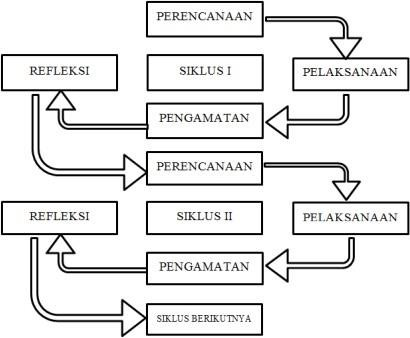 PERENCANAAN
REFLEKSI
SIKLUS I
PELAKSANAAN
PENGAMATAN
PERENCANAAN
REFLEKSI
SIKLUS II
PELAKSANAAN
PENGAMATAN
SIKLUS BERIKUTNYA